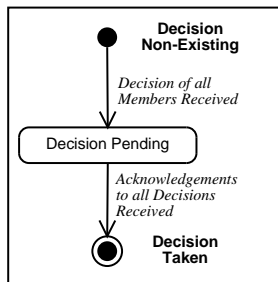 Decision
Non-Existing
Decision of all
Members Received
Decision Pending
Acknowledgements
to all Decisions
Received
Decision
Taken